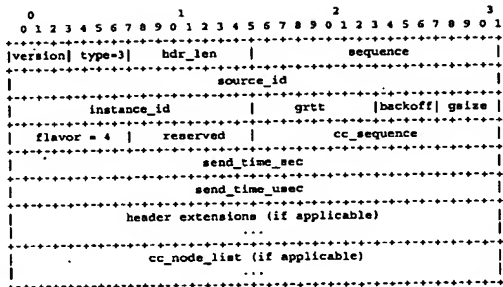 0 1 2 3
0 1 2 3 4 5 6 7 8 9 0 1 2 3 4 5 6 7 8 9 0 1 2 3 4 5 6 7 8 9 0 1
+-+-+-+-+-+-+-+-+-+-+-+-+-+-+-+-+-+-+-+-+-+-+-+-+-+-+-+-+-+-+-+-+
|version| type=3| hdr_len | sequence |
+-+-+-+-+-+-+-+-+-+-+-+-+-+-+-+-+-+-+-+-+-+-+-+-+-+-+-+-+-+-+-+-+
| source_id |
+-+-+-+-+-+-+-+-+-+-+-+-+-+-+-+-+-+-+-+-+-+-+-+-+-+-+-+-+-+-+-+-+
| instance_id | grtt |backoff| gsize |
+-+-+-+-+-+-+-+-+-+-+-+-+-+-+-+-+-+-+-+-+-+-+-+-+-+-+-+-+-+-+-+-+
| flavor = 4 | reserved | cc_sequence |
+-+-+-+-+-+-+-+-+-+-+-+-+-+-+-+-+-+-+-+-+-+-+-+-+-+-+-+-+-+-+-+-+
| send_time_sec |
+-+-+-+-+-+-+-+-+-+-+-+-+-+-+-+-+-+-+-+-+-+-+-+-+-+-+-+-+-+-+-+-+
| send_time_usec |
+-+-+-+-+-+-+-+-+-+-+-+-+-+-+-+-+-+-+-+-+-+-+-+-+-+-+-+-+-+-+-+-+
| header extensions (if applicable) |
| ... |
+-+-+-+-+-+-+-+-+-+-+-+-+-+-+-+-+-+-+-+-+-+-+-+-+-+-+-+-+-+-+-+-+
| cc_node_list (if applicable) |
| ... |
+-+-+-+-+-+-+-+-+-+-+-+-+-+-+-+-+-+-+-+-+-+-+-+-+-+-+-+-+-+-+-+-+